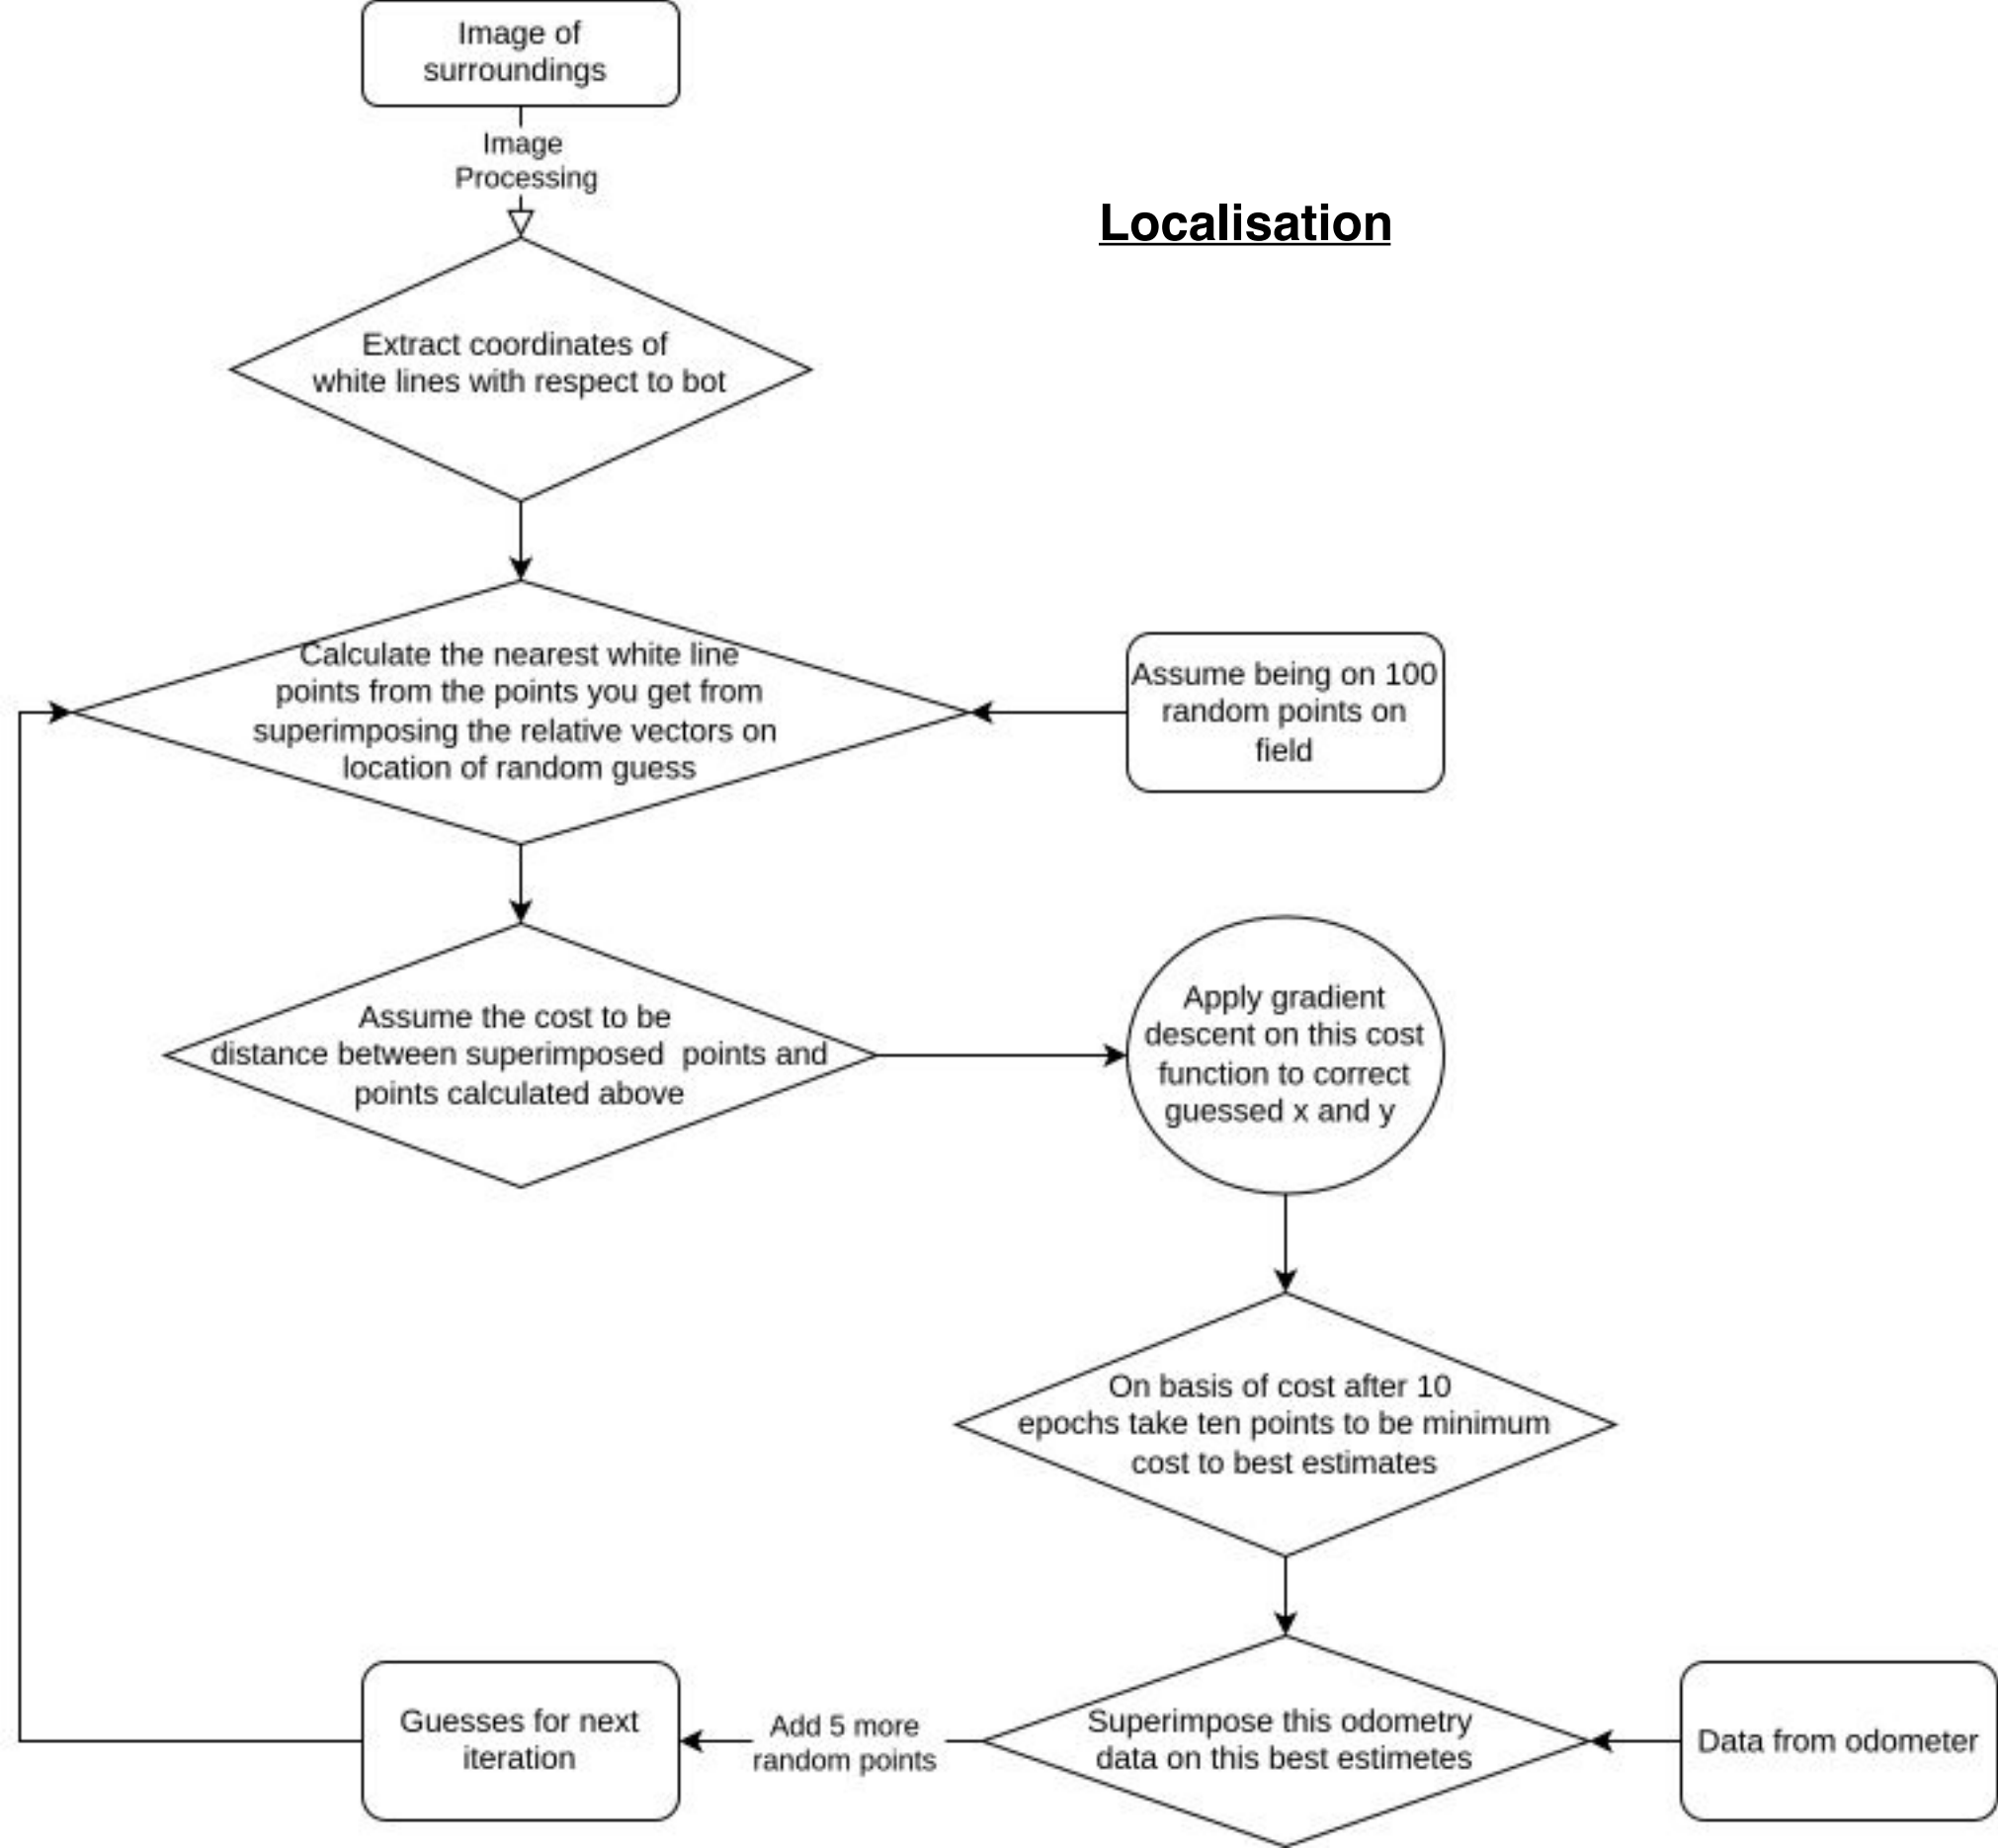 Image of
surroundings
Image
Processing
Localisation
Extract coordinates of
white lines with respect to bot
Calculate the nearest white line
points from the points you get from
superimposing the relative vectors on
location of random guess
Assume being on 100
random points on
field
Assume the cost to be
distance between superimposed  points and
points calculated above
Apply gradient
descent on this cost
function to correct
guessed x and y
On basis of cost after 10
epochs take ten points to be minimum
cost to best estimates
Superimpose this odometry
data on this best estimetes
Data from odometer
Add 5 more
random points
Guesses for next
iteration